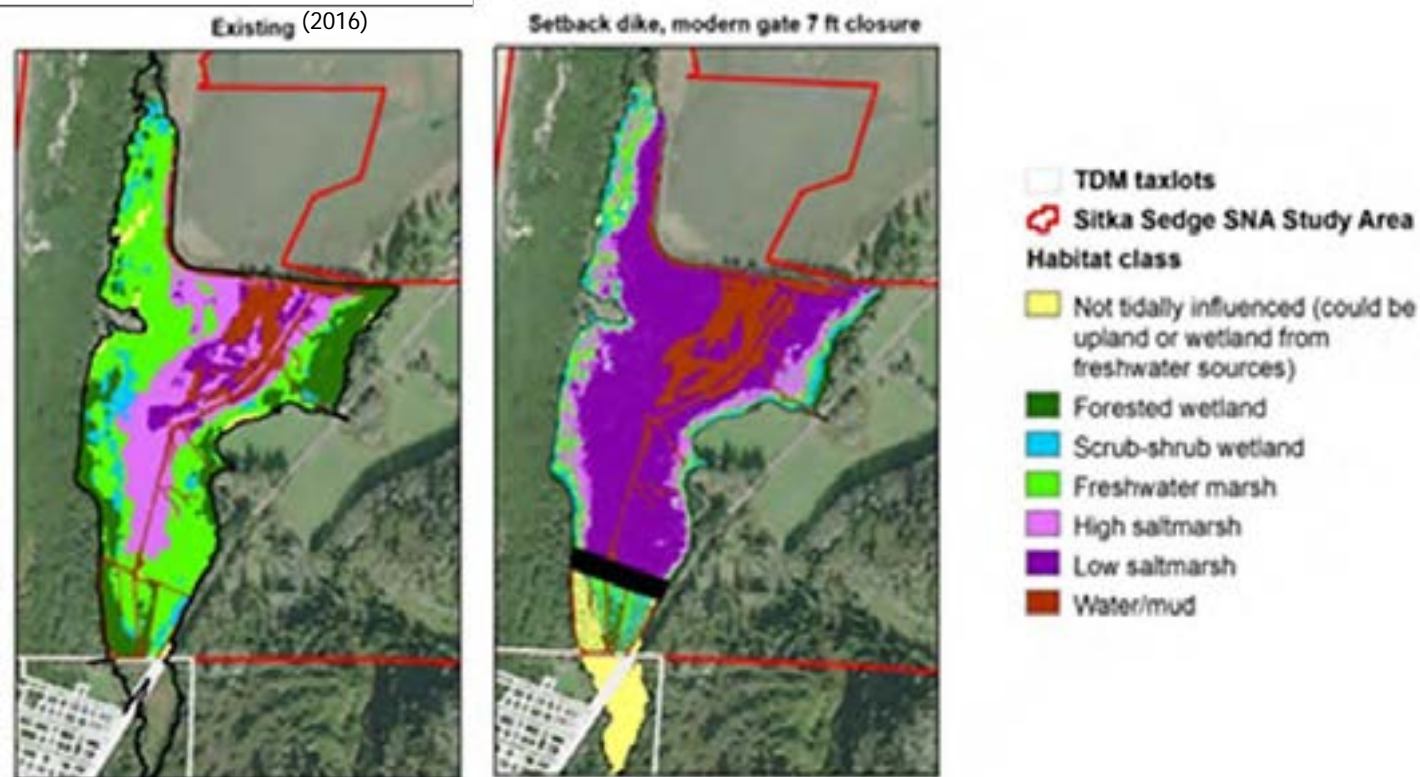 Existing (2016)
Setback dike, modern gate 7 ft closure
TDM taxlots
Sitka Sedge SNA Study Area
Habitat class
Not tidally influenced (could be
upland or wetland from
freshwater sources)
Forested wetland
Scrub-shrub wetland
Freshwater marsh
High saltmarsh
Low saltmarsh
Water/mud